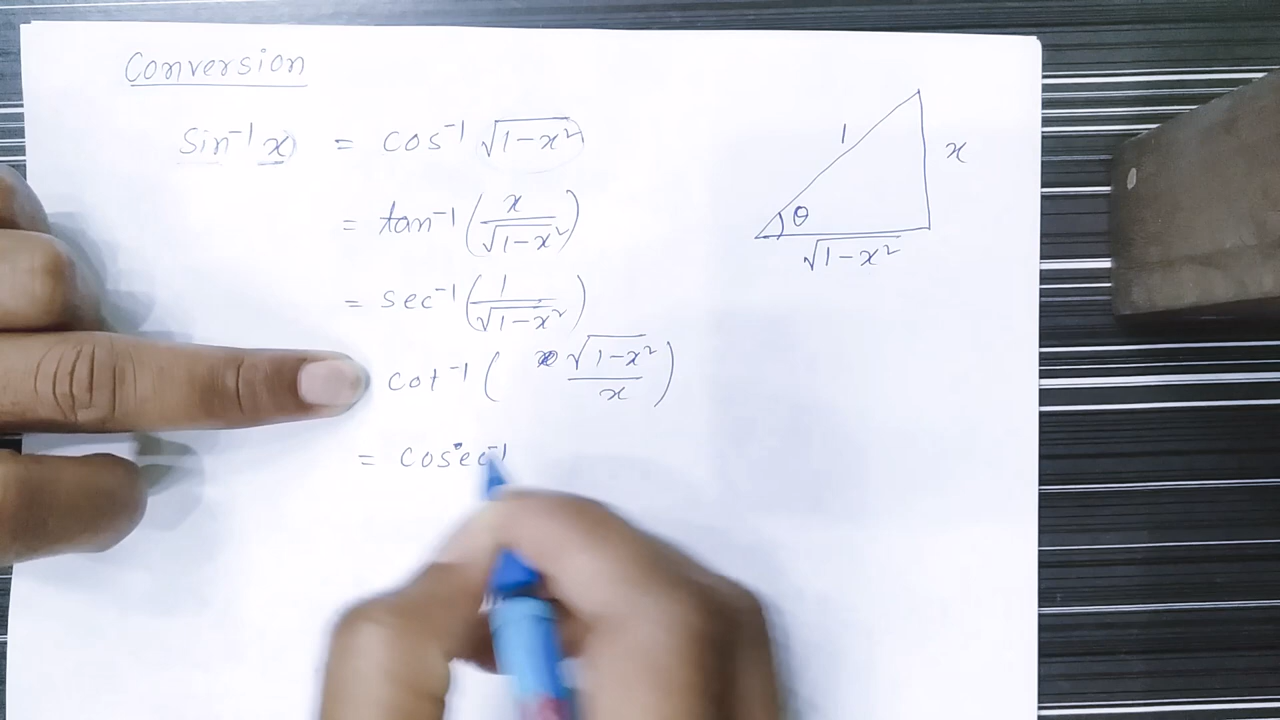 Conversion
Sin⁻¹x = cos⁻¹ √(1-x²)
= tan⁻¹ (x/√(1-x²))
= sec⁻¹ (1/√(1-x²))
cot⁻¹ (√(1-x²)/x)
= cosec⁻¹
1
x
θ
√(1-x²)